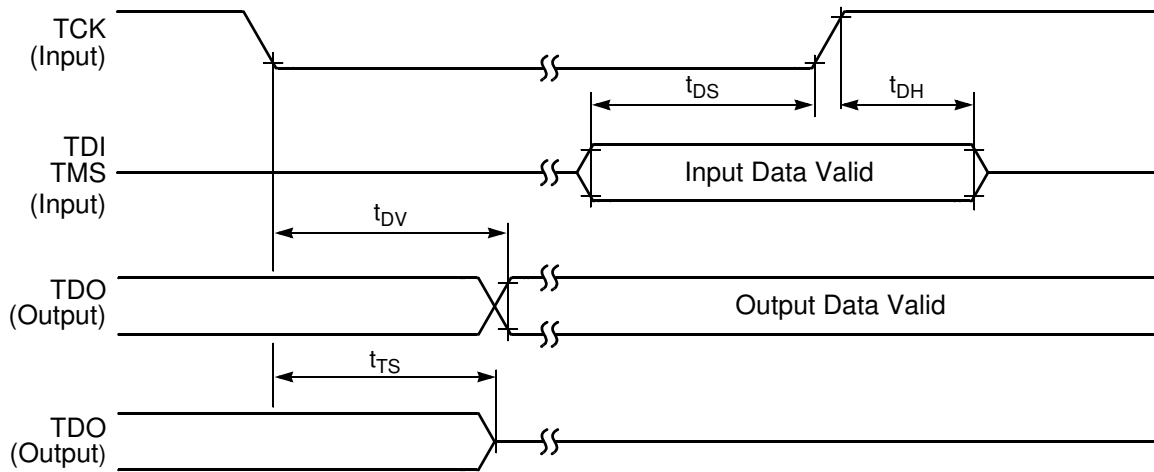 TCK
(Input)
tDS
tDH
TDI
TMS
(Input)
Input Data Valid
tDV
TDO
(Output)
Output Data Valid
tTS
TDO
(Output)